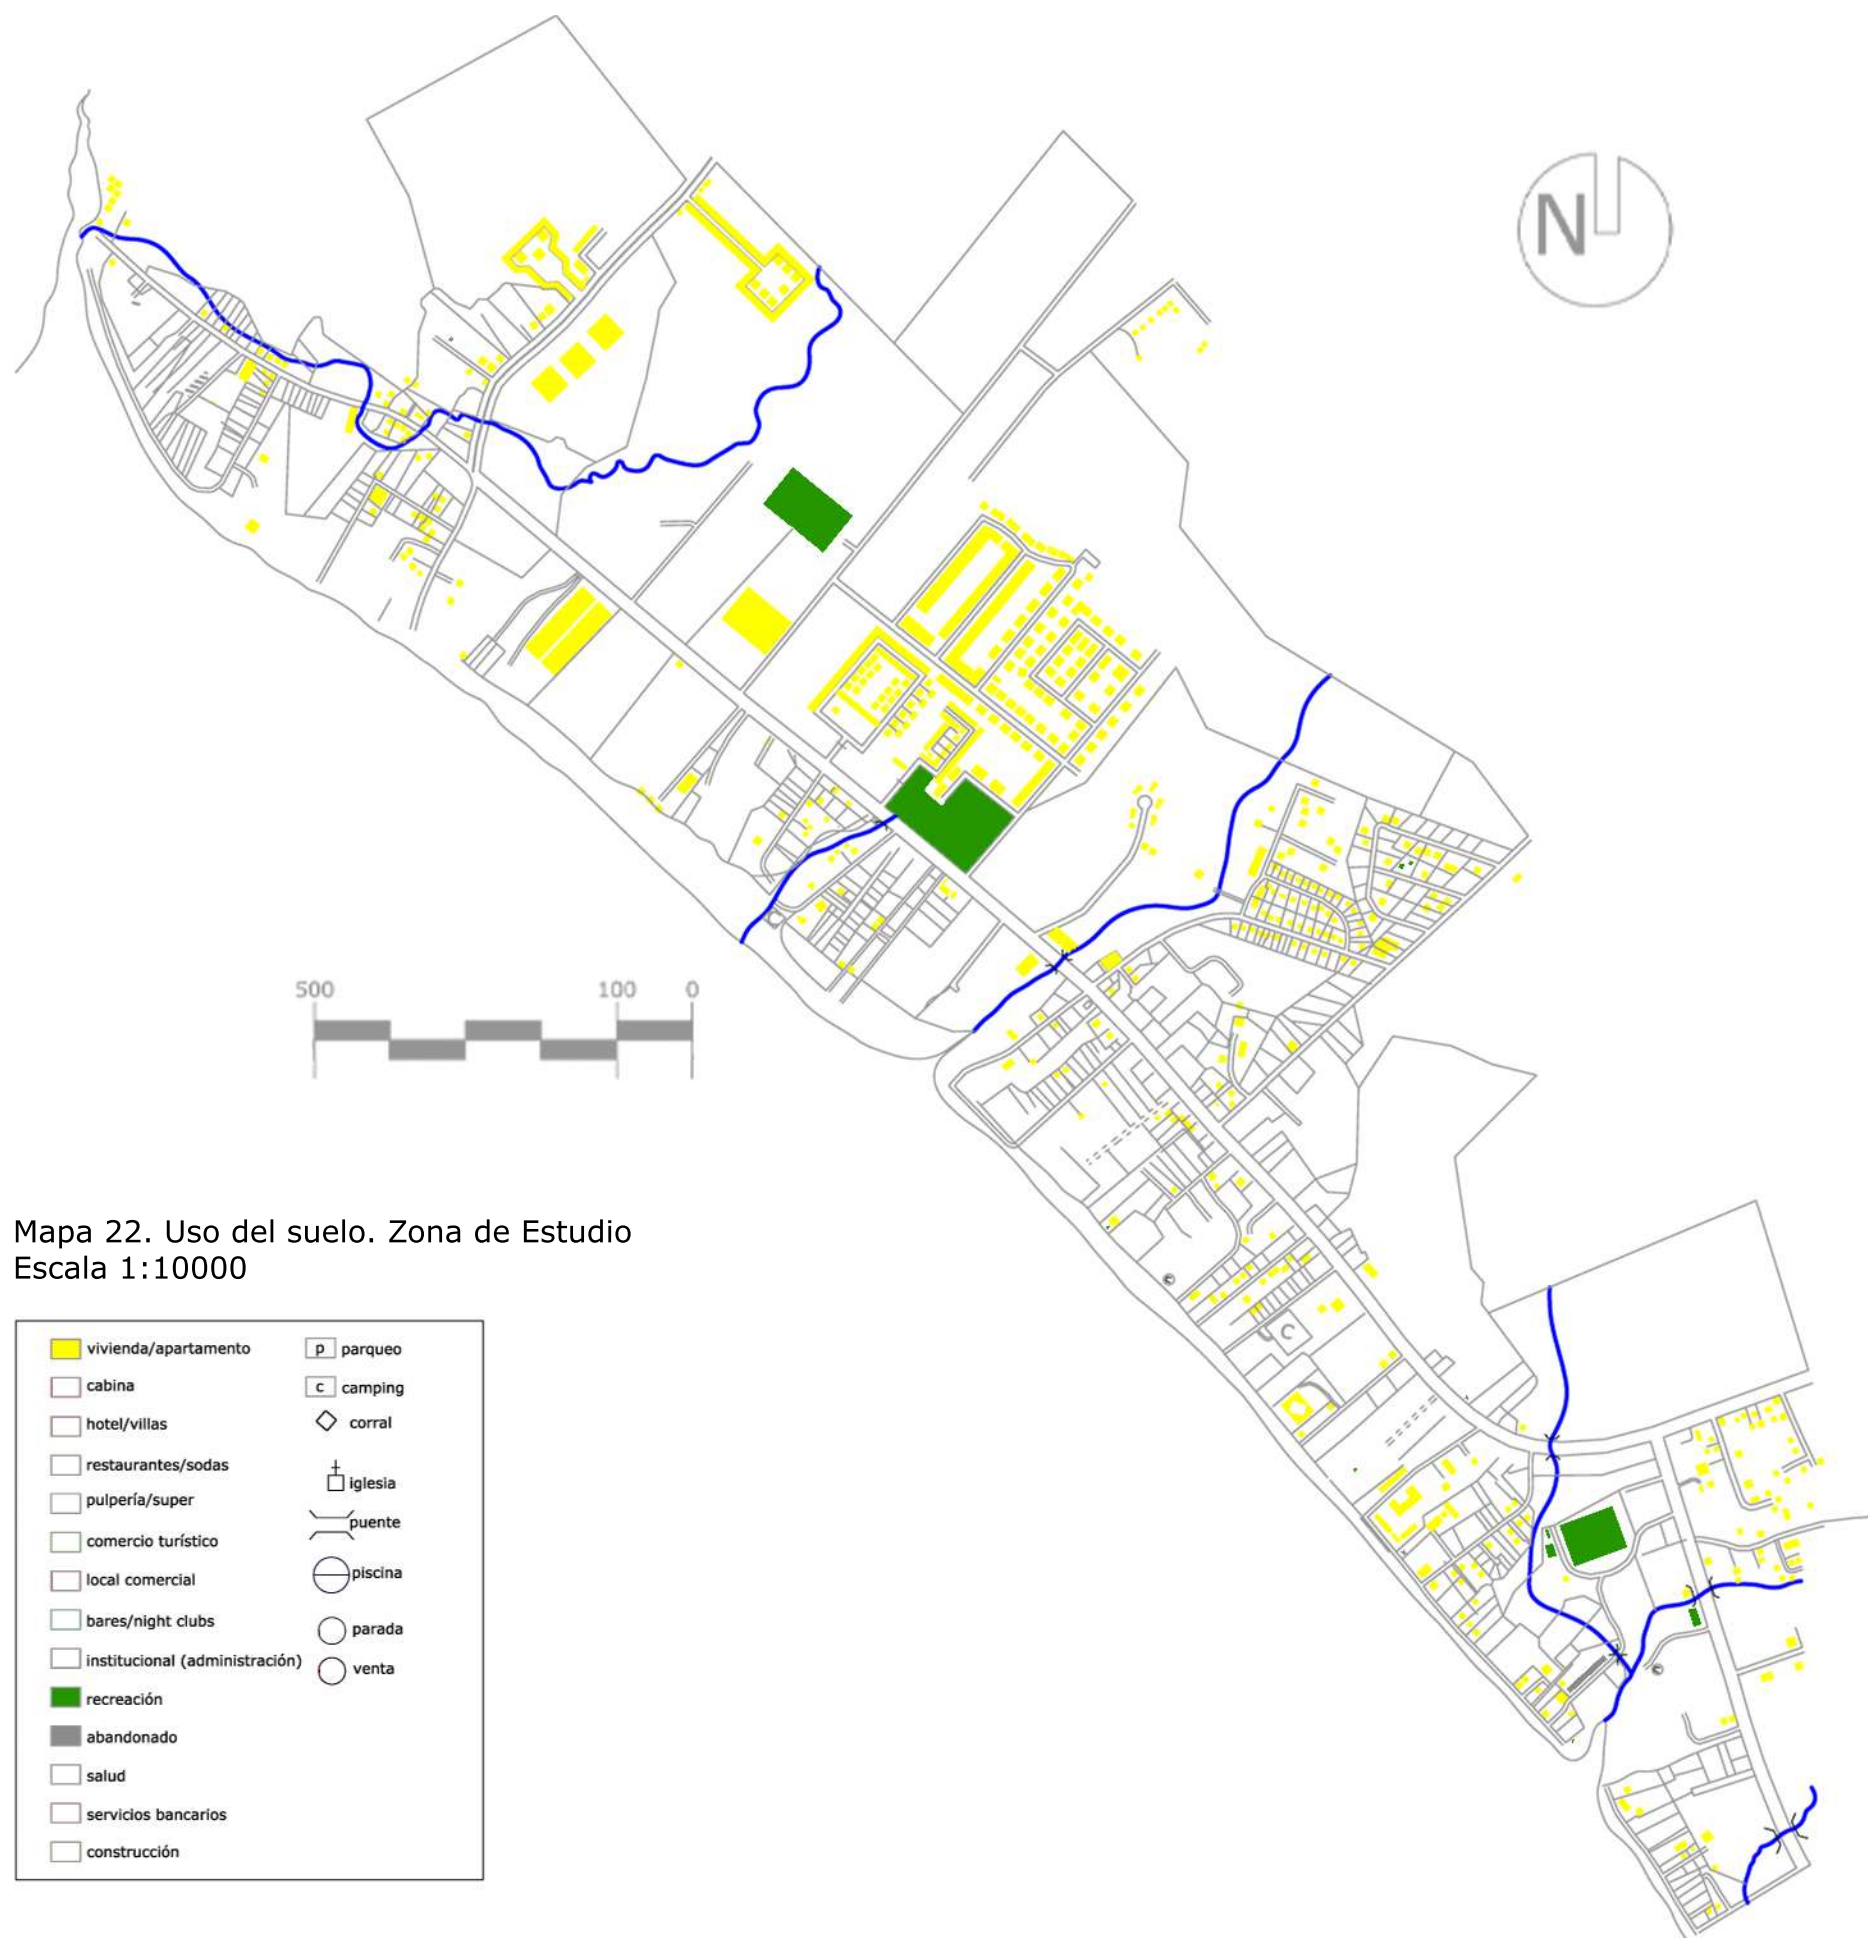 N
500 100 0
Mapa 22. Uso del suelo. Zona de Estudio
Escala 1:10000
c
vivienda/apartamento
cabina
hotel/villas
restaurantes/sodas
pulpería/super
comercio turístico
local comercial
bares/night clubs
institucional (administración)
recreación
abandonado
salud
servicios bancarios
construcción
p parqueo
c camping
corral
iglesia
puente
piscina
parada
venta